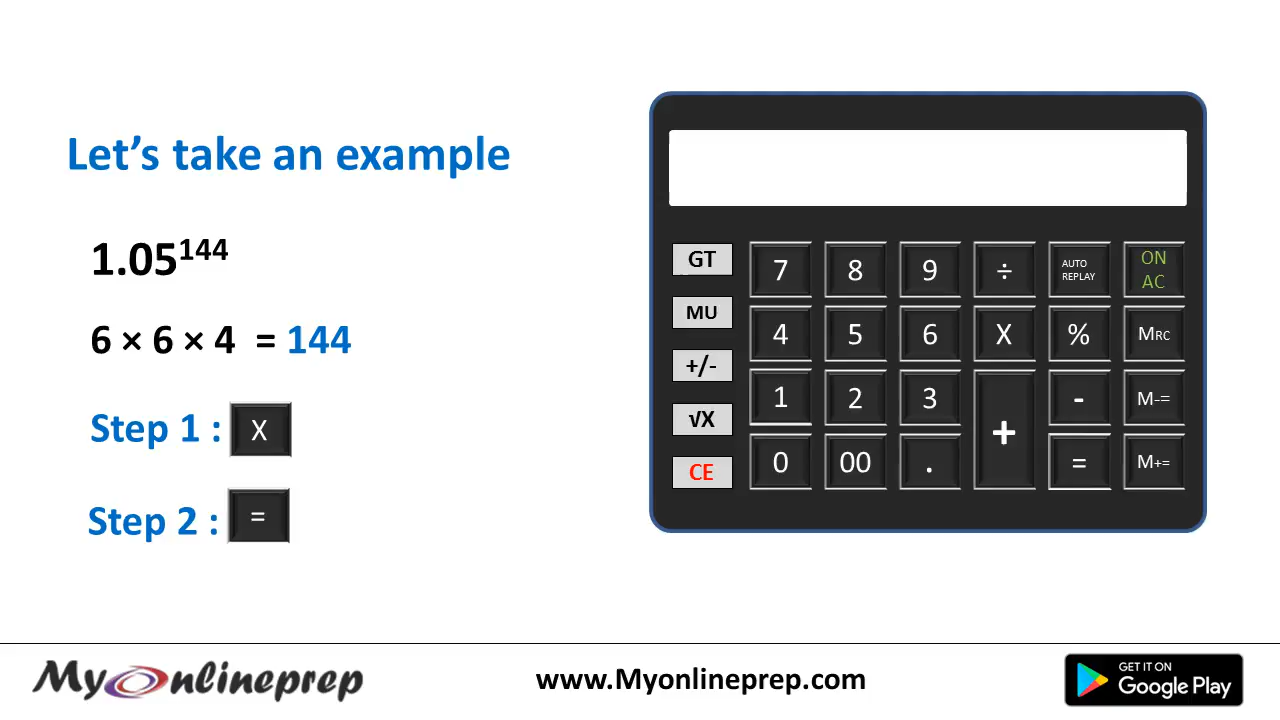 Let's take an example
1.05¹⁴⁴
6 × 6 × 4 = 144
Step 1 : X
Step 2 : =
GT 7 8 9 ÷ AUTO REPLAY ON AC
MU 4 5 6 X % MRC
+/- 1 2 3 + - M-=
√X
CE 0 00 . = M+=
MyOnlineprep
www.Myonlineprep.com
GET IT ON
Google Play